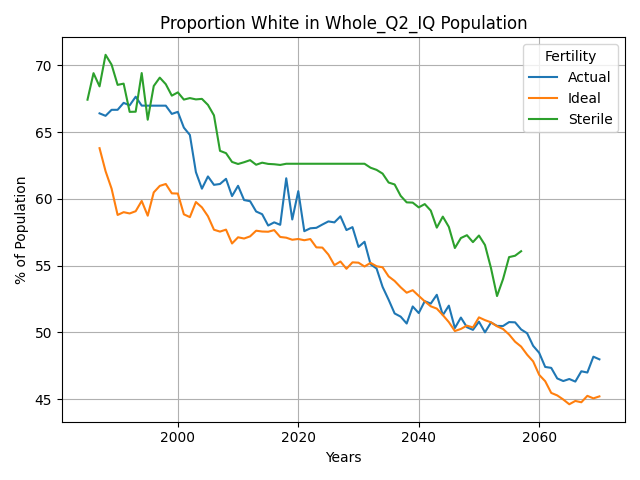 Proportion White in Whole_Q2_IQ Population
Fertility
Actual
Ideal
Sterile
% of Population
70
65
60
55
50
45
2000
2020
2040
2060
Years